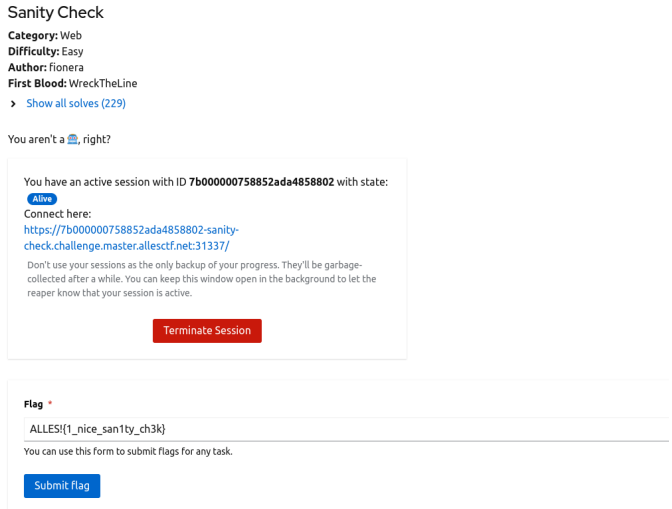 Sanity Check
Category: Web
Difficulty: Easy
Author: fionera
First Blood: WreckTheLine
Show all solves (229)
You aren't a 🤖, right?
You have an active session with ID 7b000000758852ada4858802 with state:
Alive
Connect here:
https://7b000000758852ada4858802-sanity-
check.challenge.master.allesctf.net:31337/
Don't use your sessions as the only backup of your progress. They'll be garbage-
collected after a while. You can keep this window open in the background to let the
reaper know that your session is active.
Terminate Session
Flag *
ALLES!{1_nice_san1ty_ch3k}
You can use this form to submit flags for any task.
Submit flag